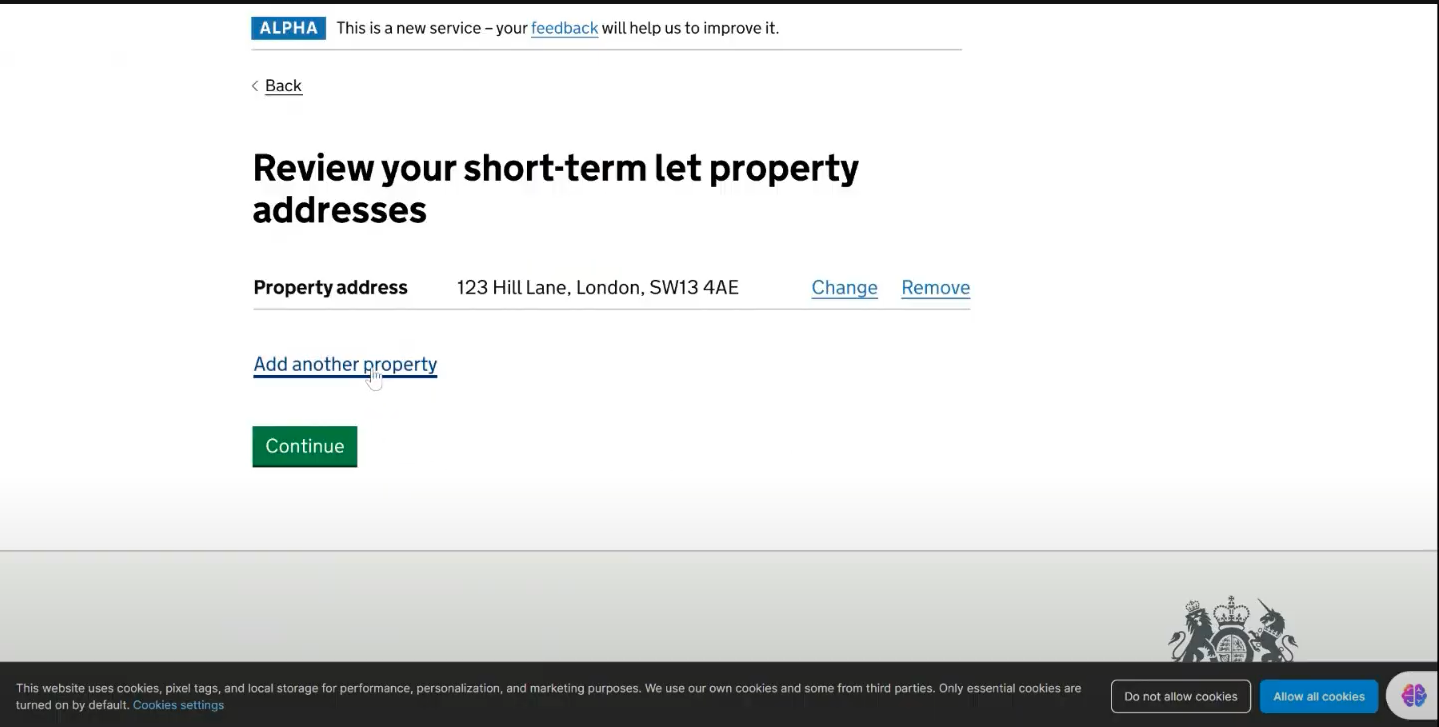 ALPHA This is a new service – your feedback will help us to improve it.
Back
Review your short-term let property
addresses
Property address 123 Hill Lane, London, SW13 4AE Change Remove
Add another property
Continue
This website uses cookies, pixel tags, and local storage for performance, personalization, and marketing purposes. We use our own cookies and some from third parties. Only essential cookies are
turned on by default. Cookies settings
Do not allow cookies Allow all cookies